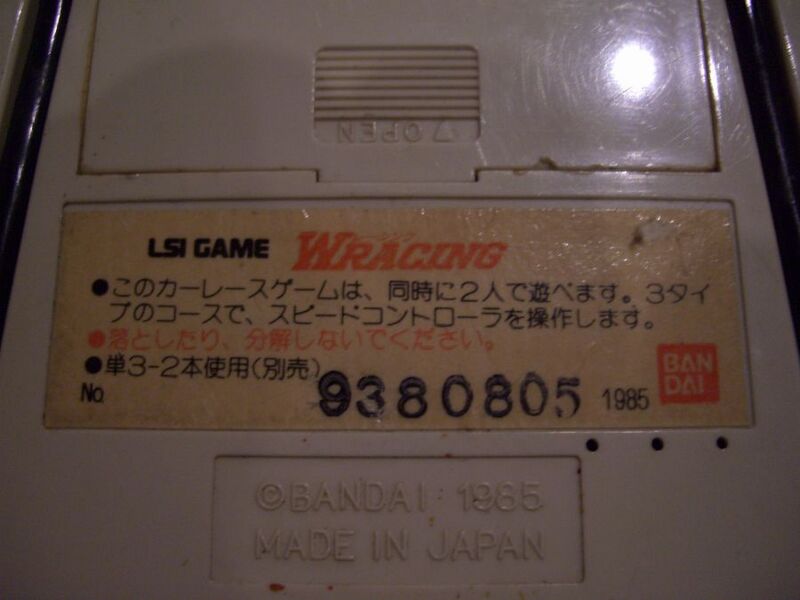 ▽OPEN
LSI GAME WRACING
●このカーレースゲームは、同時に2人で遊べます。3タイ
プのコースで、スピードコントローラを操作します。
●落としたり、分解しないでください。
●単3-2本使用(別売)
No. 9380805 1985 BAN
DAI
©BANDAI 1985
MADE IN JAPAN